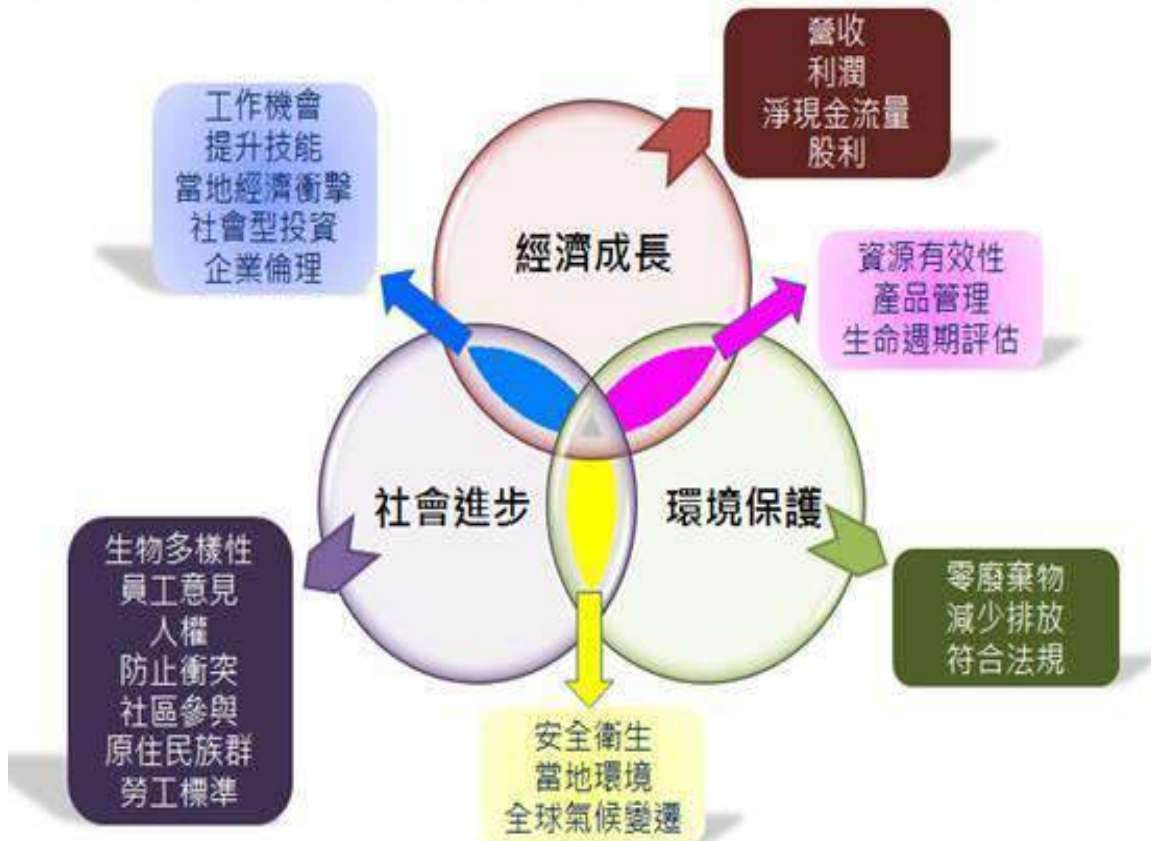 營收
利潤
淨現金流量
股利
工作機會
提升技能
當地經濟衝擊
社會型投資
企業倫理
經濟成長
資源有效性
產品管理
生命週期評估
社會進步
環境保護
生物多樣性
員工意見
人權
防止衝突
社區參與
原住民族群
勞工標準
零廢棄物
減少排放
符合法規
安全衛生
當地環境
全球氣候變遷